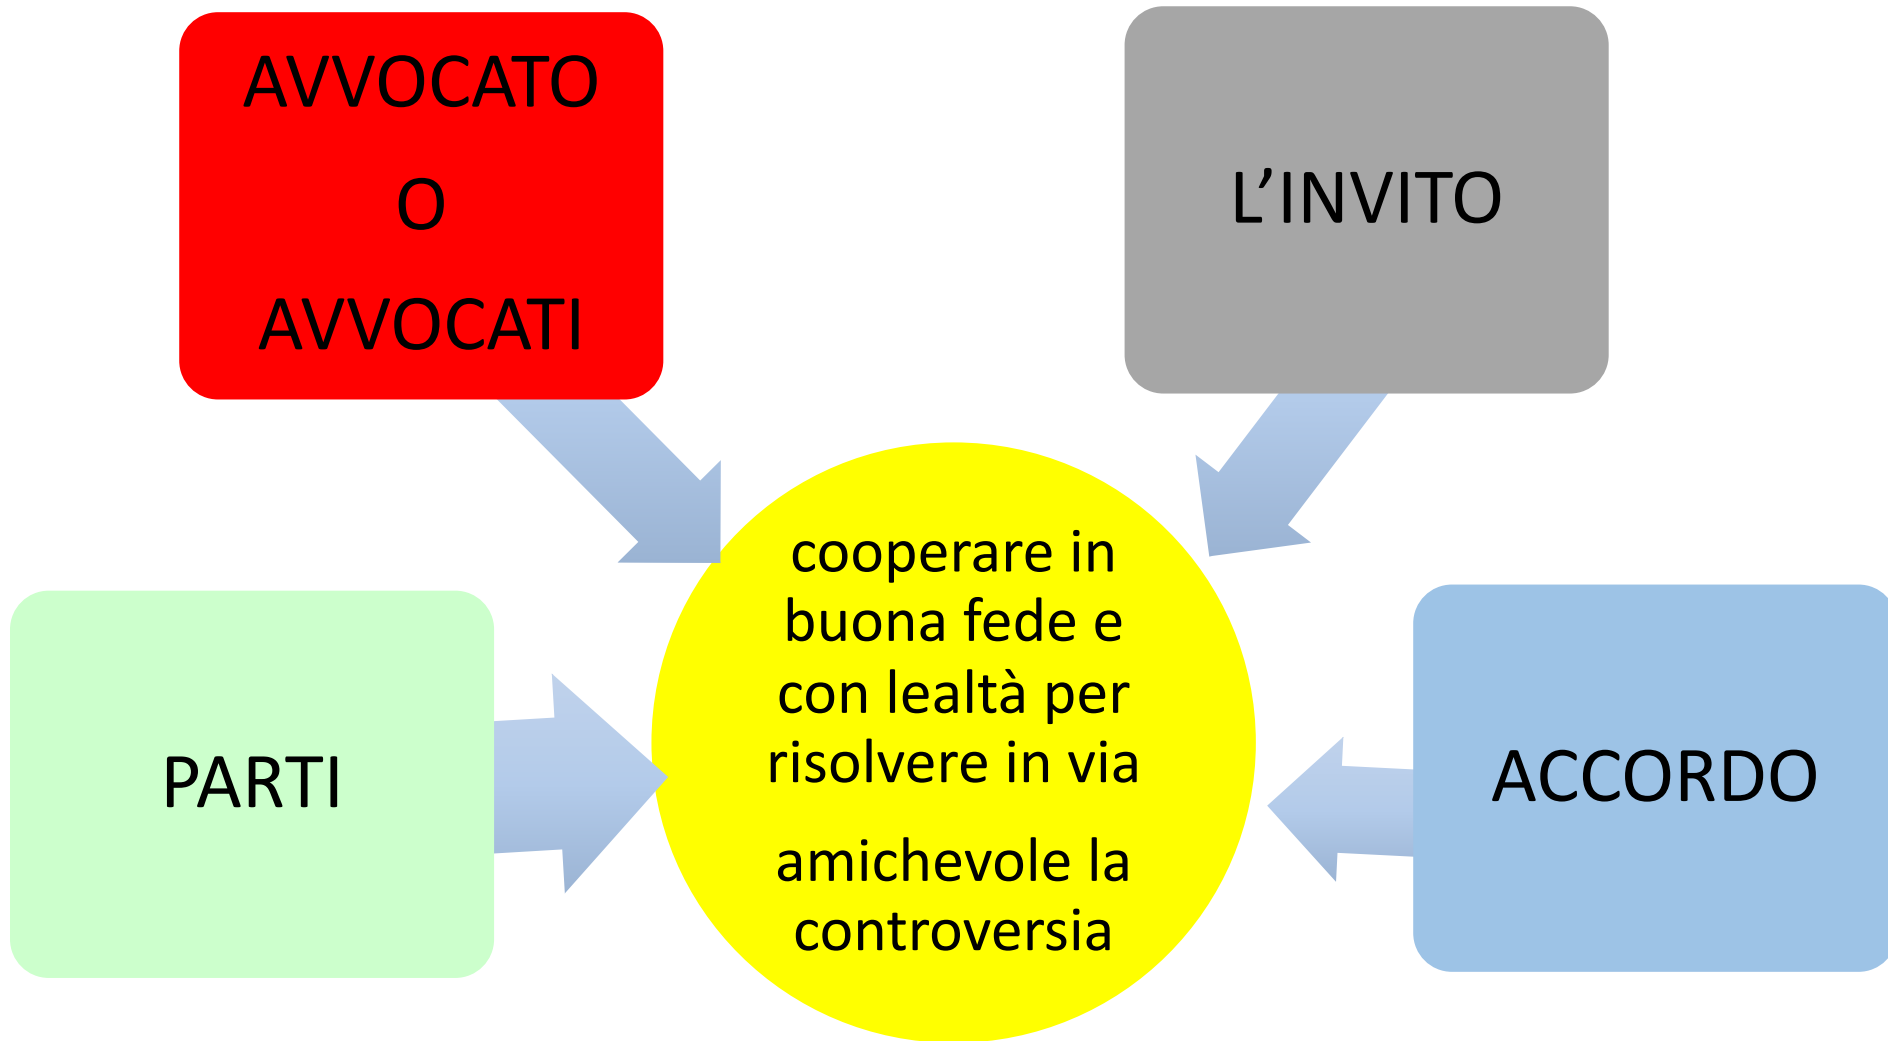 AVVOCATO
O
AVVOCATI
L’INVITO
PARTI
cooperare in
buona fede e
con lealtà per
risolvere in via
amichevole la
controversia
ACCORDO